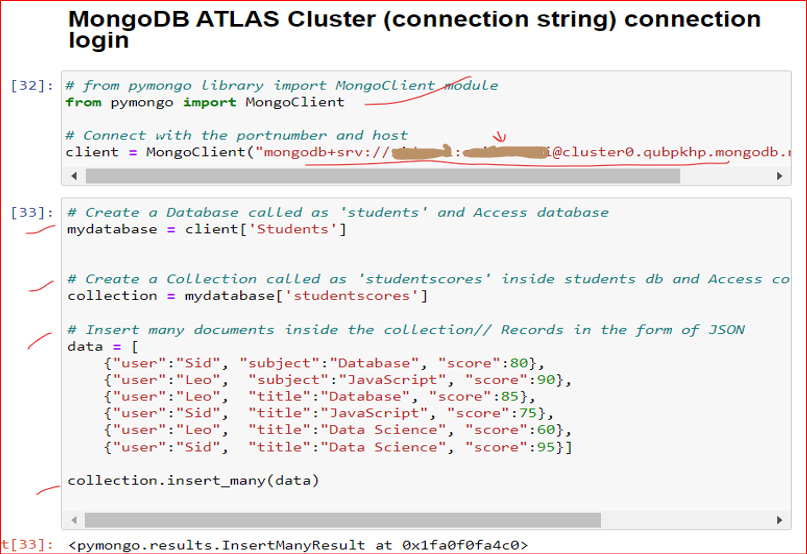 MongoDB ATLAS Cluster (connection string) connection
login
[32]: # from pymongo library import MongoClient module
from pymongo import MongoClient
# Connect with the portnumber and host
client = MongoClient("mongodb+srv:// : i@cluster0.qubpkhp.mongodb.
[33]: # Create a Database called as 'students' and Access database
mydatabase = client['Students']
# Create a Collection called as 'studentscores' inside students db and Access co
collection = mydatabase['studentscores']
# Insert many documents inside the collection// Records in the form of JSON
data = [
{"user":"Sid", "subject":"Database", "score":80},
{"user":"Leo", "subject":"JavaScript", "score":90},
{"user":"Leo", "title":"Database", "score":85},
{"user":"Sid", "title":"JavaScript", "score":75},
{"user":"Leo", "title":"Data Science", "score":60},
{"user":"Sid", "title":"Data Science", "score":95}]
collection.insert_many(data)
t[33]: <pymongo.results.InsertManyResult at 0x1fa0f0fa4c0>